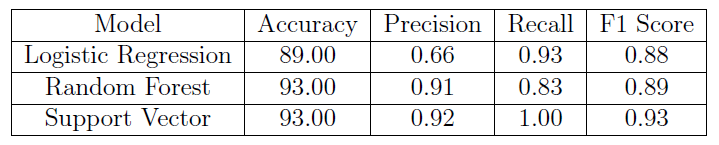 Model Accuracy Precision Recall F1 Score
Logistic Regression 89.00 0.66 0.93 0.88
Random Forest 93.00 0.91 0.83 0.89
Support Vector 93.00 0.92 1.00 0.93